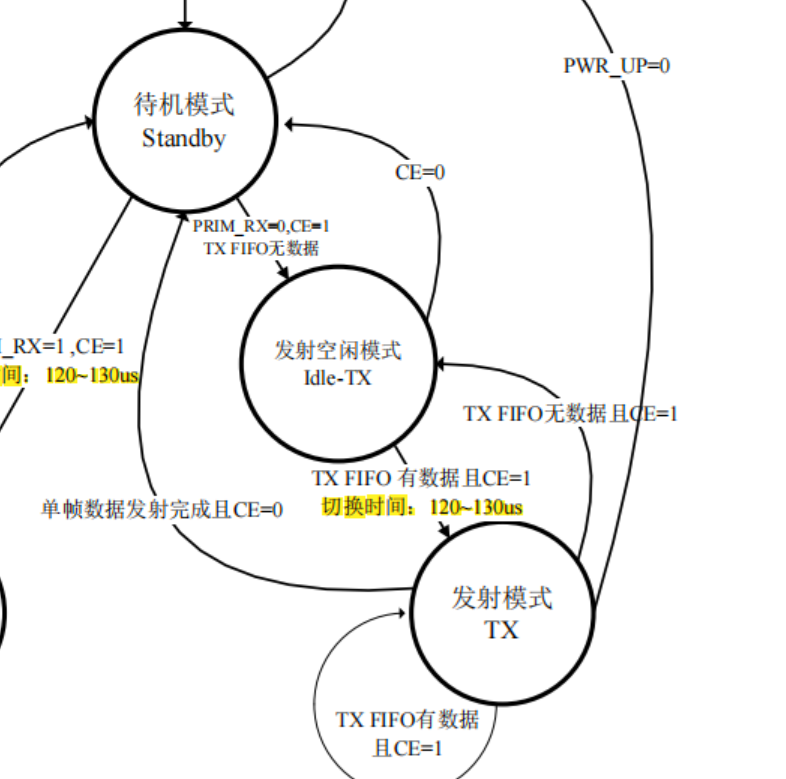 PWR_UP=0
待机模式
Standby
CE=0
PRIM_RX=0,CE=1
TX FIFO无数据
_RX=1 ,CE=1
间：120~130us
发射空闲模式
Idle-TX
TX FIFO无数据且CE=1
TX FIFO 有数据且CE=1
切换时间：120~130us
单帧数据发射完成且CE=0
发射模式
TX
TX FIFO有数据
且CE=1